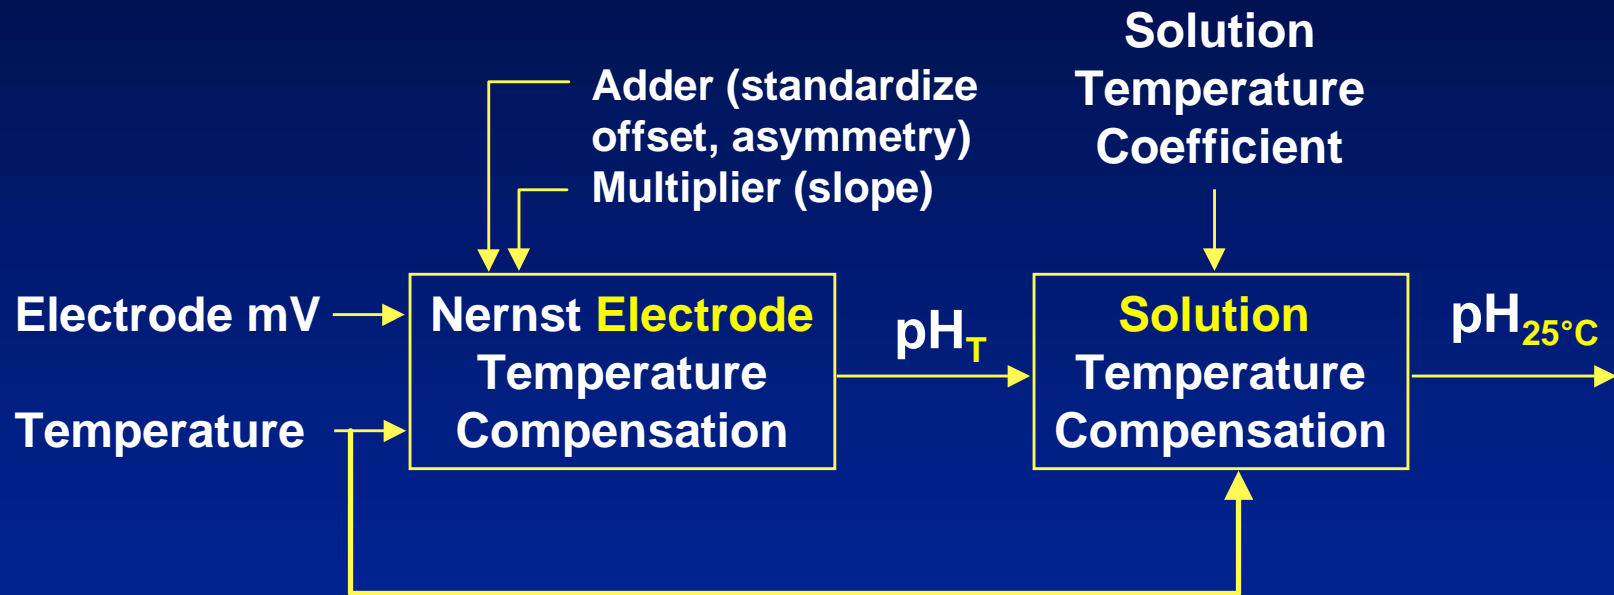 Solution
Temperature
Coefficient
Adder (standardize
offset, asymmetry)
Multiplier (slope)
Electrode mV
Temperature
Nernst Electrode
Temperature
Compensation
pHT
Solution
Temperature
Compensation
pH25°C